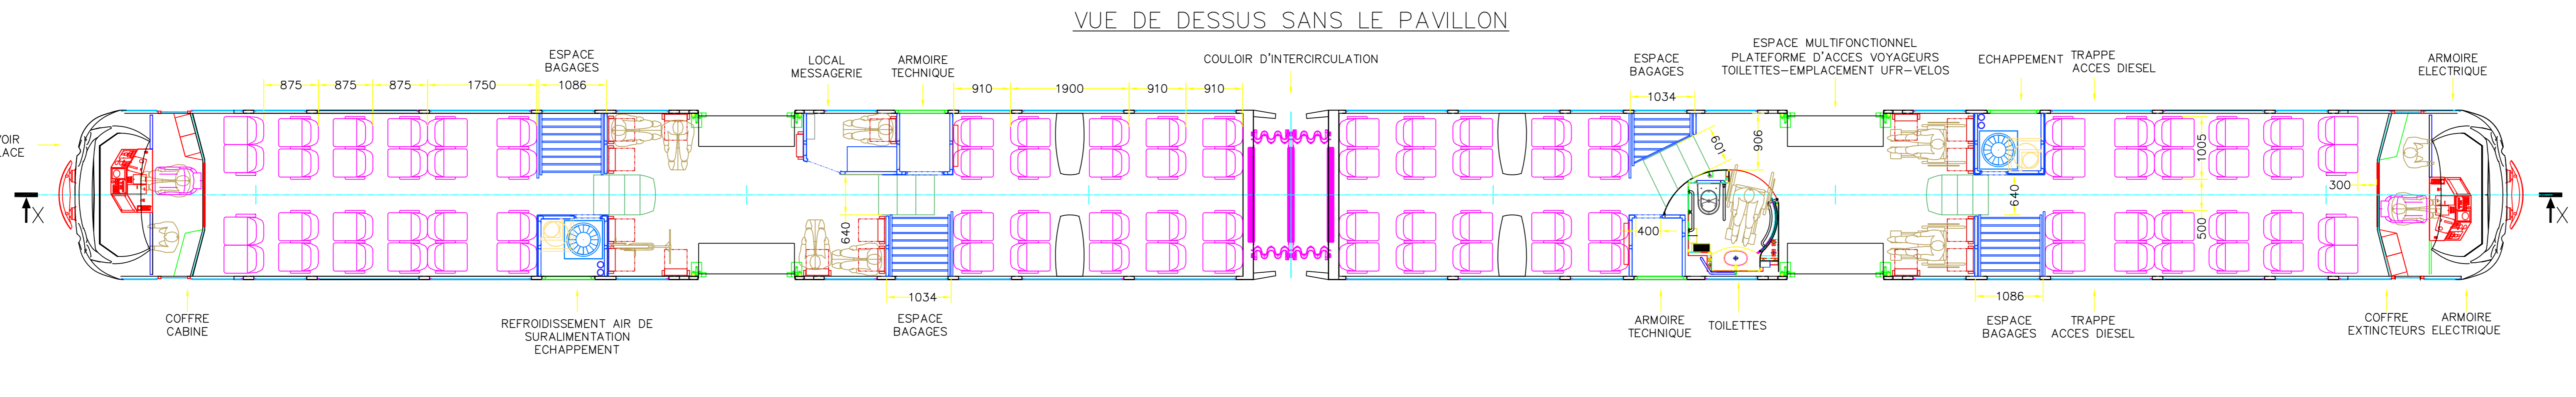 VUE DE DESSUS SANS LE PAVILLON
ESPACE
BAGAGES
LOCAL
MESSAGERIE
ARMOIRE
TECHNIQUE
COULOIR D'INTERCIRCULATION
ESPACE
BAGAGES
ESPACE MULTIFONCTIONNEL
PLATEFORME D'ACCES VOYAGEURS
TOILETTES-EMPLACEMENT UFR-VELOS
ECHAPPEMENT
TRAPPE
ACCES DIESEL
ARMOIRE
ELECTRIQUE
875
875
875
1750
1086
910
1900
910
910
1034
VOIR
LACE
601
906
1005
640
300
500
640
400
X
X
1034
1086
COFFRE
CABINE
REFROIDISSEMENT AIR DE
SURALIMENTATION
ECHAPPEMENT
ESPACE
BAGAGES
ARMOIRE
TECHNIQUE
TOILETTES
ESPACE
BAGAGES
TRAPPE
ACCES DIESEL
COFFRE
EXTINCTEURS
ARMOIRE
ELECTRIQUE